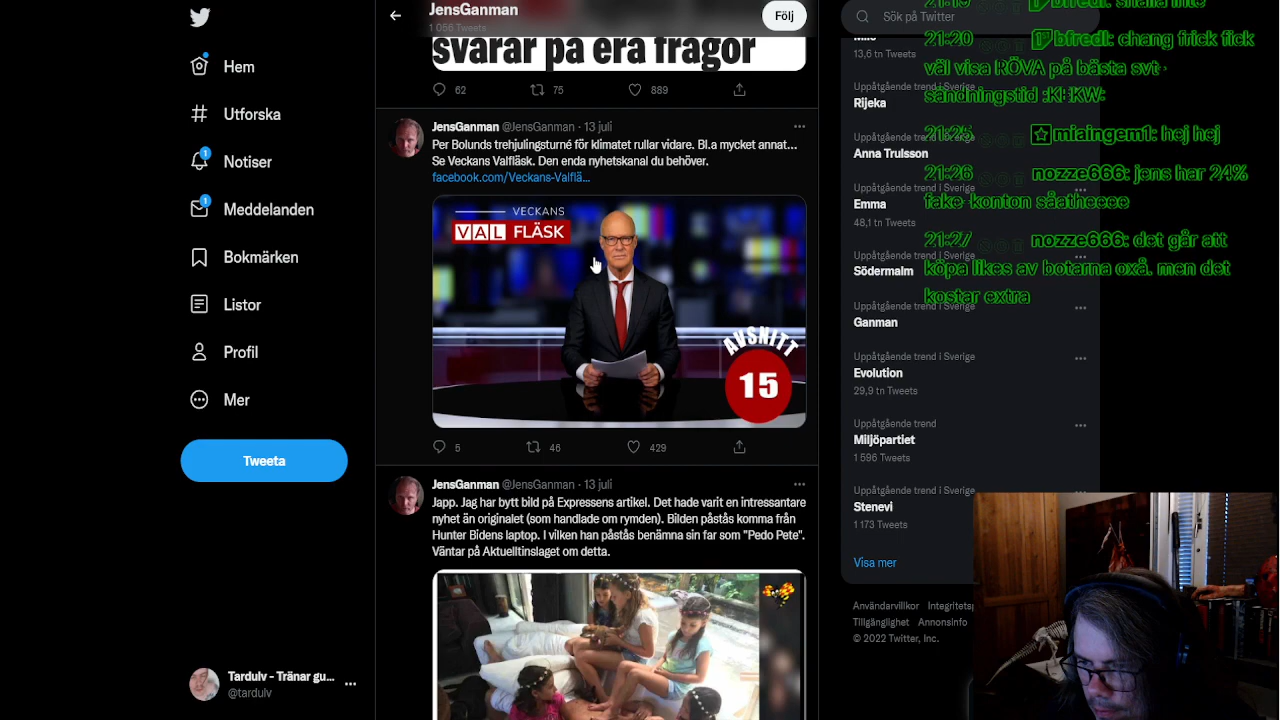 Hem
Utforska
1
Notiser
1
Meddelanden
Bokmärken
Listor
Profil
Mer
Tweeta
Tardulv - Tränar gu...
@tardulv
JensGanman
1 056 Tweets
Följ
svarar på era frågor
62
75
889
JensGanman @JensGanman · 13 juli
Per Bolunds trehjulingsturné för klimatet rullar vidare. Bl.a mycket annat...
Se Veckans Valfläsk. Den enda nyhetskanal du behöver.
facebook.com/Veckans-Valflä...
VECKANS
VAL FLÄSK
AVSNITT
15
5
46
429
JensGanman @JensGanman · 13 juli
Japp. Jag har bytt bild på Expressens artikel. Det hade varit en intressantare
nyhet än originalet (som handlade om rymden). Bilden påstås komma från
Hunter Bidens laptop. I vilken han påstås benämna sin far som "Pedo Pete".
Väntar på Aktuelltinslaget om detta.
Sök på Twitter
13,6 tn Tweets
Uppåtgående trend i Sverige
Rijeka
Uppåtgående trend i Sverige
Anna Trulsson
Uppåtgående trend i Sverige
Emma
48,1 tn Tweets
Uppåtgående trend i Sverige
Södermalm
Uppåtgående trend i Sverige
Ganman
Uppåtgående trend i Sverige
Evolution
29,9 tn Tweets
Uppåtgående trend
Miljöpartiet
1 596 Tweets
Uppåtgående trend i Sverige
Stenevi
1 173 Tweets
Visa mer
Användarvillkor Integritetsp
Tillgänglighet Annonsinfo
© 2022 Twitter, Inc.
21:20 bfredl: chang frick fick
väl visa RÖVA på bästa svt
sändningstid :KEKW:
21:25 miaingem1: hej hej
21:26 nozze666: jens har 24%
fake-konton såatheeee
21:27 nozze666: det går att
köpa likes av botarna oxå. men det
kostar extra